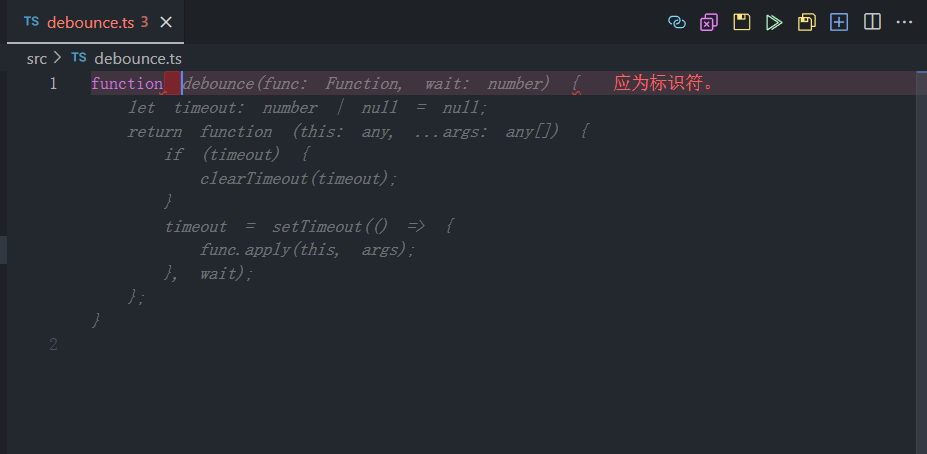 TS debounce.ts 3
src > TS debounce.ts
1 function debounce(func: Function, wait: number) { 应为标识符。
let timeout: number | null = null;
return function (this: any, ...args: any[]) {
if (timeout) {
clearTimeout(timeout);
}
timeout = setTimeout(() => {
func.apply(this, args);
}, wait);
};
}
2